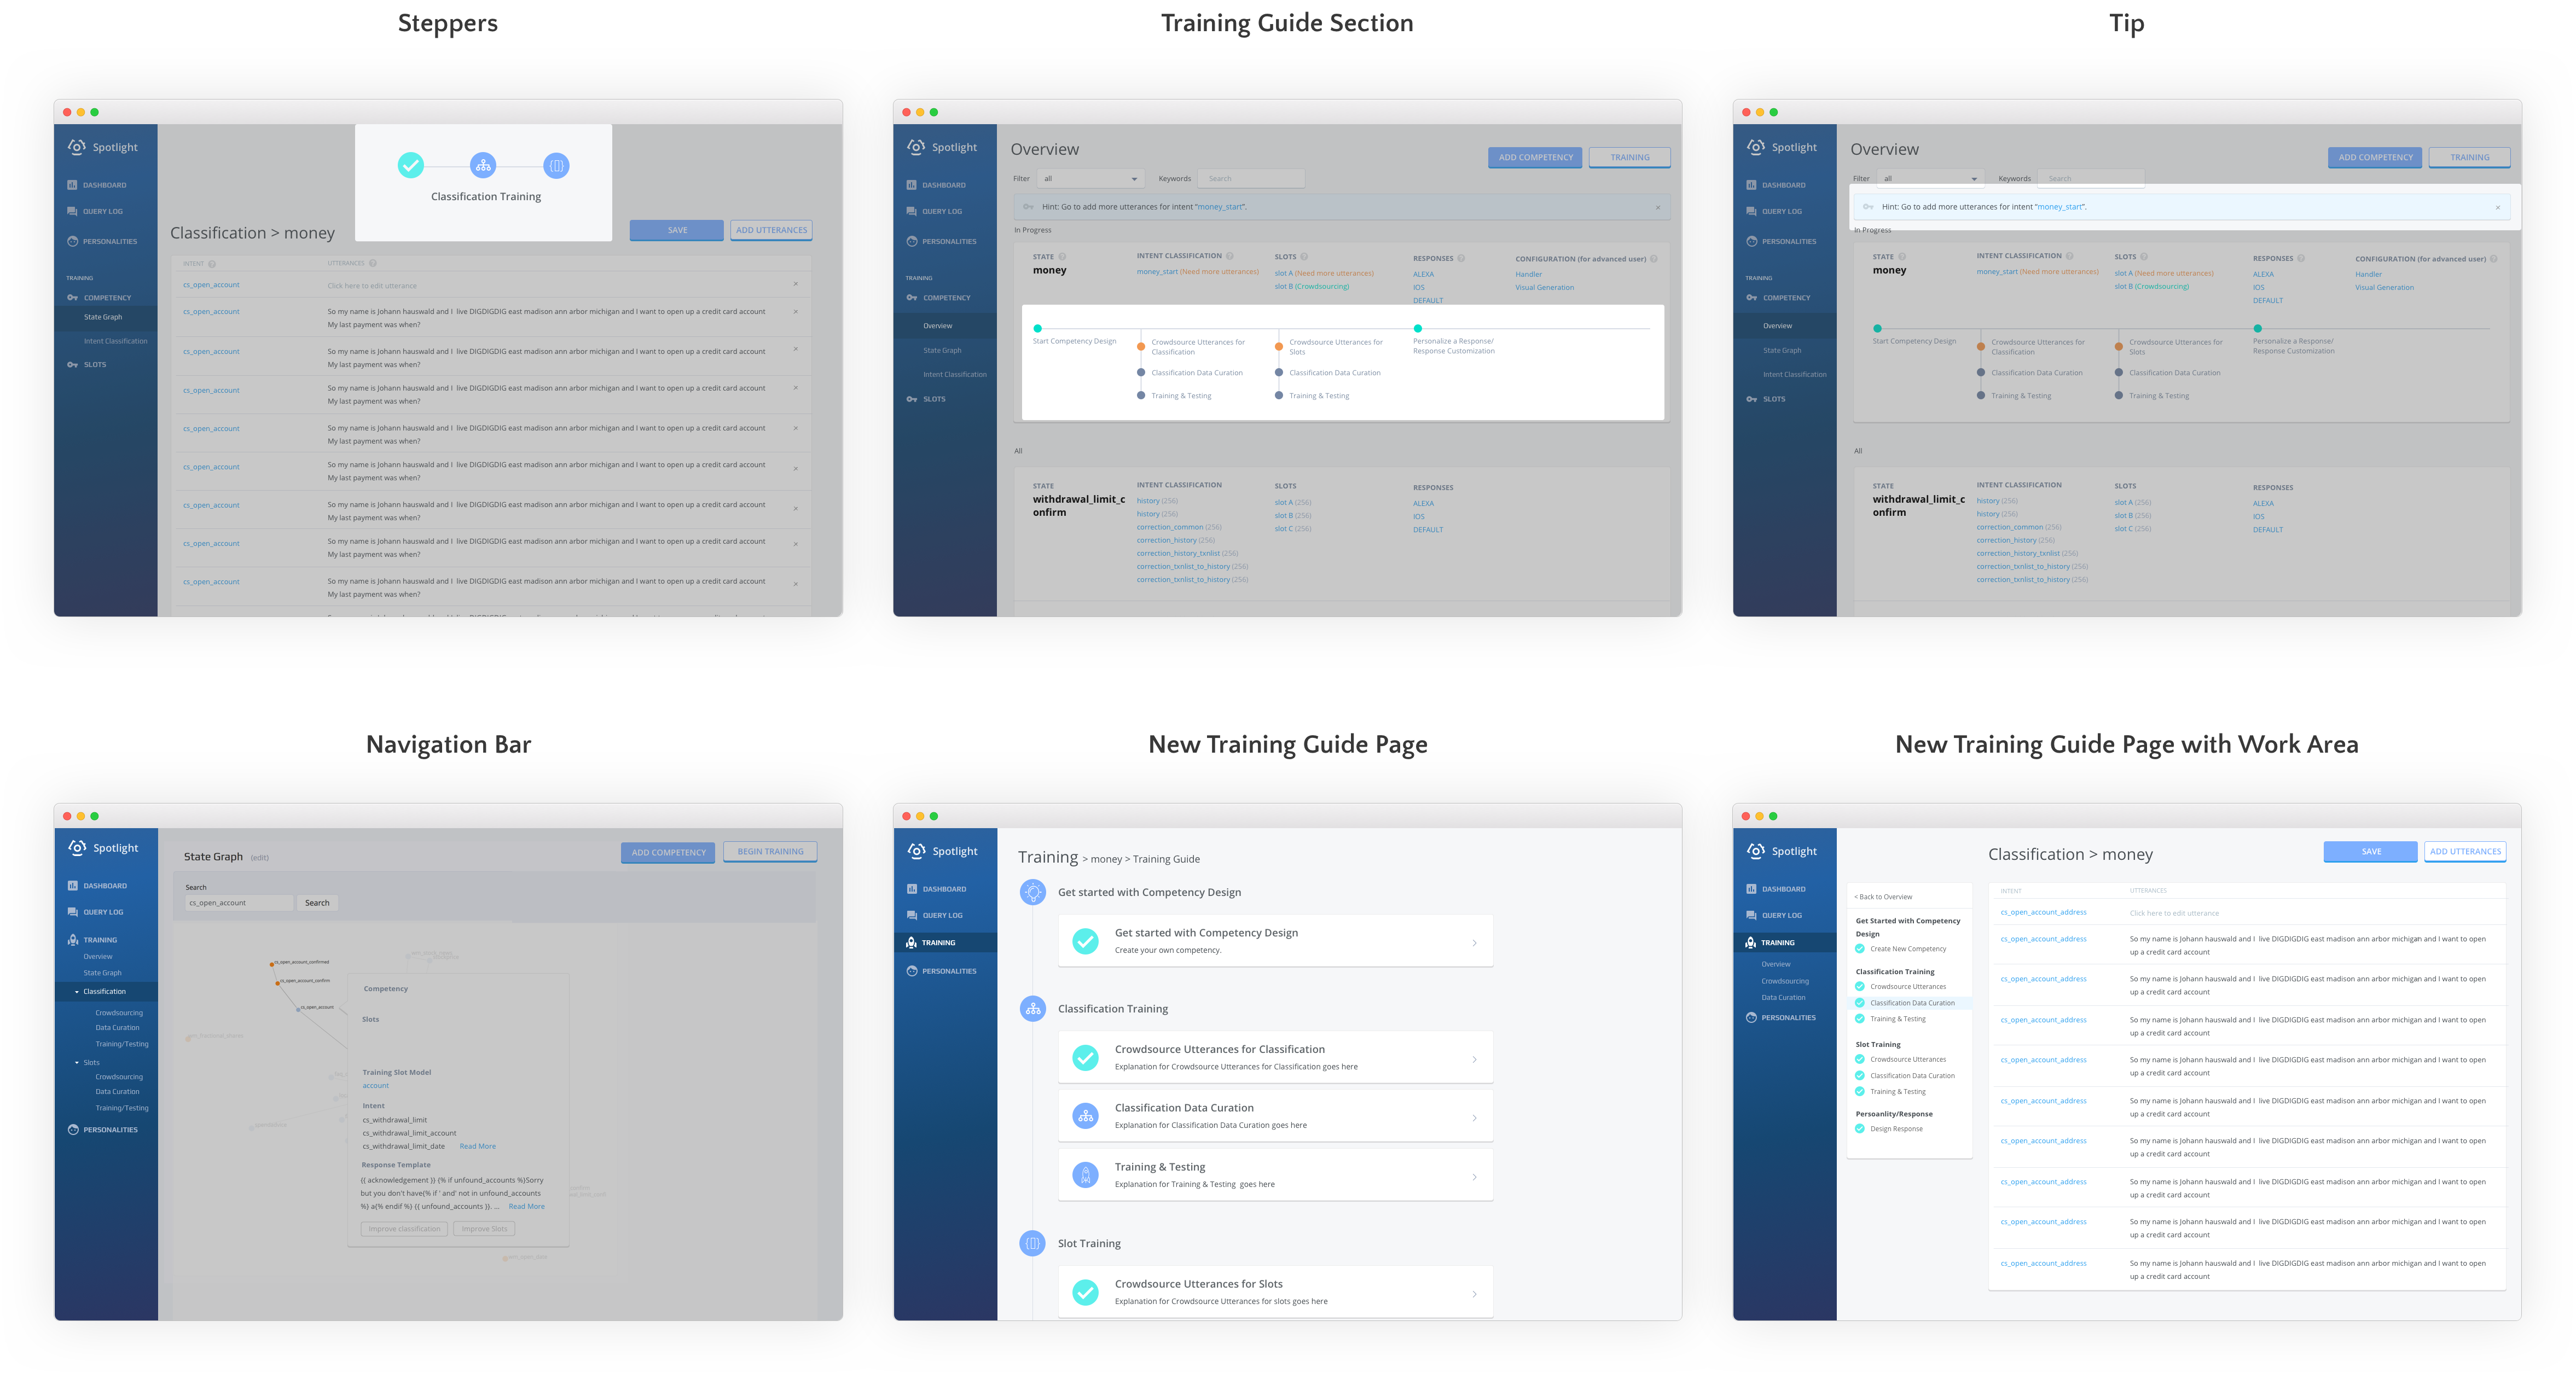 Steppers
Spotlight
DASHBOARD
QUERY LOG
PERSONALITIES
TRAINING
COMPETENCY
State Graph
Intent Classification
SLOTS
Classification Training
Classification > money
SAVE
ADD UTTERANCES
INTENT ?
UTTERANCES ?
cs_open_account
Click here to edit utterance
cs_open_account
So my name is Johann hauswald and I live DIGDIGDIG east madison ann arbor michigan and I want to open up a credit card account
My last payment was when?
cs_open_account
So my name is Johann hauswald and I live DIGDIGDIG east madison ann arbor michigan and I want to open up a credit card account
My last payment was when?
cs_open_account
So my name is Johann hauswald and I live DIGDIGDIG east madison ann arbor michigan and I want to open up a credit card account
My last payment was when?
cs_open_account
So my name is Johann hauswald and I live DIGDIGDIG east madison ann arbor michigan and I want to open up a credit card account
My last payment was when?
cs_open_account
So my name is Johann hauswald and I live DIGDIGDIG east madison ann arbor michigan and I want to open up a credit card account
My last payment was when?
cs_open_account
So my name is Johann hauswald and I live DIGDIGDIG east madison ann arbor michigan and I want to open up a credit card account
My last payment was when?
cs_open_account
So my name is Johann hauswald and I live DIGDIGDIG east madison ann arbor michigan and I want to open up a credit card account
My last payment was when?
cs_open_account
So my name is Johann hauswald and I live DIGDIGDIG east madison ann arbor michigan and I want to open up a credit card account
My last payment was when?
Training Guide Section
Spotlight
DASHBOARD
QUERY LOG
PERSONALITIES
TRAINING
COMPETENCY
Overview
State Graph
Intent Classification
SLOTS
Overview
ADD COMPETENCY
TRAINING
Filter
all
Keywords
Search
Hint: Go to add more utterances for intent "money_start".
In Progress
STATE ?
money
INTENT CLASSIFICATION ?
money_start (Need more utterances)
SLOTS ?
slot A (Need more utterances)
slot B (Crowdsourcing)
RESPONSES ?
ALEXA
IOS
DEFAULT
CONFIGURATION (for advanced user) ?
Handler
Visual Generation
Start Competency Design
Crowdsource Utterances for
Classification
Classification Data Curation
Training & Testing
Crowdsource Utterances for
Slots
Classification Data Curation
Training & Testing
Personalize a Response/
Response Customization
All
STATE
withdrawal_limit_c
onfirm
INTENT CLASSIFICATION
history (256)
history (256)
correction_common (256)
correction_history (256)
correction_history_txnlist (256)
correction_txnlist_to_history (256)
correction_txnlist_to_history (256)
SLOTS
slot A (256)
slot B (256)
slot C (256)
RESPONSES
ALEXA
IOS
DEFAULT
Tip
Spotlight
DASHBOARD
QUERY LOG
PERSONALITIES
TRAINING
COMPETENCY
Overview
State Graph
Intent Classification
SLOTS
Overview
ADD COMPETENCY
TRAINING
Filter
all
Keywords
Search
Hint: Go to add more utterances for intent "money_start".
In Progress
STATE ?
money
INTENT CLASSIFICATION ?
money_start (Need more utterances)
SLOTS ?
slot A (Need more utterances)
slot B (Crowdsourcing)
RESPONSES ?
ALEXA
IOS
DEFAULT
CONFIGURATION (for advanced user) ?
Handler
Visual Generation
Start Competency Design
Crowdsource Utterances for
Classification
Classification Data Curation
Training & Testing
Crowdsource Utterances for
Slots
Classification Data Curation
Training & Testing
Personalize a Response/
Response Customization
All
STATE
withdrawal_limit_c
onfirm
INTENT CLASSIFICATION
history (256)
history (256)
correction_common (256)
correction_history (256)
correction_history_txnlist (256)
correction_txnlist_to_history (256)
correction_txnlist_to_history (256)
SLOTS
slot A (256)
slot B (256)
slot C (256)
RESPONSES
ALEXA
IOS
DEFAULT
Navigation Bar
Spotlight
DASHBOARD
QUERY LOG
TRAINING
Overview
State Graph
Classification
Crowdsourcing
Data Curation
Training/Testing
Slots
Crowdsourcing
Data Curation
Training/Testing
PERSONALITIES
State Graph (edit)
ADD COMPETENCY
BEGIN TRAINING
Search
cs_open_account
Search
cs_open_account_confirmed
cs_open_account_confirm
cs_open_account
Competency
Slots
Training Slot Model
account
Intent
cs_withdrawal_limit
cs_withdrawal_limit_account
cs_withdrawal_limit_date Read More
Response Template
{{ acknowledgement }} {% if unfound_accounts %}Sorry
but you don't have{% if ' and' not in unfound_accounts
%} a{% endif %} {{ unfound_accounts }}. ... Read More
Improve classification
Improve Slots
New Training Guide Page
Spotlight
DASHBOARD
QUERY LOG
TRAINING
PERSONALITIES
Training > money > Training Guide
Get started with Competency Design
Get started with Competency Design
Create your own competency.
Classification Training
Crowdsource Utterances for Classification
Explanation for Crowdsource Utterances for Classification goes here
Classification Data Curation
Explanation for Classification Data Curation goes here
Training & Testing
Explanation for Training & Testing goes here
Slot Training
Crowdsource Utterances for Slots
Explanation for Crowdsource Utterances for slots goes here
New Training Guide Page with Work Area
Spotlight
DASHBOARD
QUERY LOG
TRAINING
Overview
Crowdsourcing
Data Curation
PERSONALITIES
< Back to Overview
Get Started with Competency
Design
Create New Competency
Classification Training
Crowdsource Utterances
Classification Data Curation
Training & Testing
Slot Training
Crowdsource Utterances
Classification Data Curation
Training & Testing
Persoanlity/Response
Design Response
Classification > money
SAVE
ADD UTTERANCES
INTENT
UTTERANCES
cs_open_account_address
Click here to edit utterance
cs_open_account_address
So my name is Johann hauswald and I live DIGDIGDIG east madison ann arbor michigan and I want to open
up a credit card account
cs_open_account_address
So my name is Johann hauswald and I live DIGDIGDIG east madison ann arbor michigan and I want to open
up a credit card account
cs_open_account_address
So my name is Johann hauswald and I live DIGDIGDIG east madison ann arbor michigan and I want to open
up a credit card account
cs_open_account_address
So my name is Johann hauswald and I live DIGDIGDIG east madison ann arbor michigan and I want to open
up a credit card account
cs_open_account_address
So my name is Johann hauswald and I live DIGDIGDIG east madison ann arbor michigan and I want to open
up a credit card account
cs_open_account_address
So my name is Johann hauswald and I live DIGDIGDIG east madison ann arbor michigan and I want to open
up a credit card account
cs_open_account_address
So my name is Johann hauswald and I live DIGDIGDIG east madison ann arbor michigan and I want to open
up a credit card account
cs_open_account_address
So my name is Johann hauswald and I live DIGDIGDIG east madison ann arbor michigan and I want to open
up a credit card account
cs_open_account_address
So my name is Johann hauswald and I live DIGDIGDIG east madison ann arbor michigan and I want to open
up a credit card account